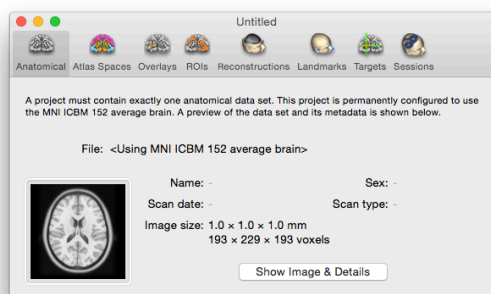 Untitled
Anatomical Atlas Spaces Overlays ROIs Reconstructions Landmarks Targets Sessions
A project must contain exactly one anatomical data set. This project is permanently configured to use
the MNI ICBM 152 average brain. A preview of the data set and its metadata is shown below.
File: <Using MNI ICBM 152 average brain>
Name: - Sex: -
Scan date: - Scan type: -
Image size: 1.0 × 1.0 × 1.0 mm
193 × 229 × 193 voxels
Show Image & Details